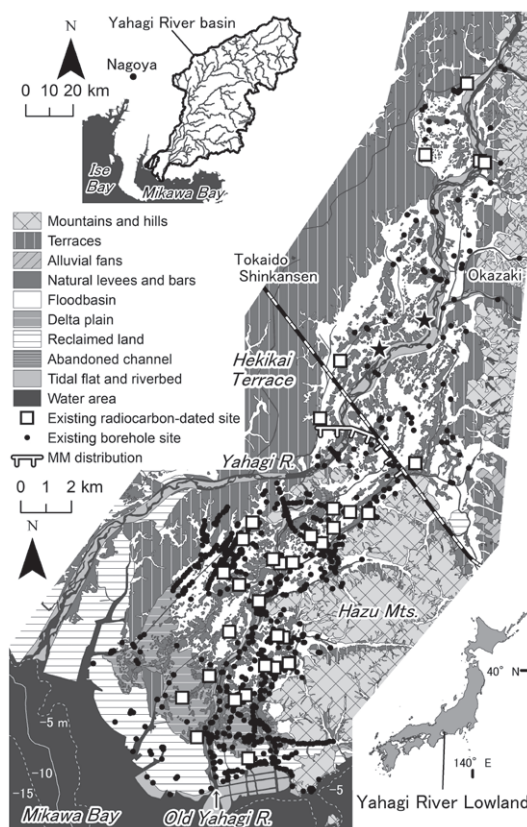 Yahagi River basin
N
Nagoya
0 10 20 km
Ise
Bay
Mikawa Bay
Mountains and hills
Terraces
Alluvial fans
Natural levees and bars
Floodbasin
Delta plain
Reclaimed land
Abandoned channel
Tidal flat and riverbed
Water area
Existing radiocarbon-dated site
Existing borehole site
MM distribution
Tokaido
Shinkansen
Okazaki
Hekikai
Terrace
Yahagi R.
0 1 2 km
N
Hazu Mts.
40° N
140° E
Yahagi River Lowland
-5 m
-10
-15
-5
Mikawa Bay
Old Yahagi R.